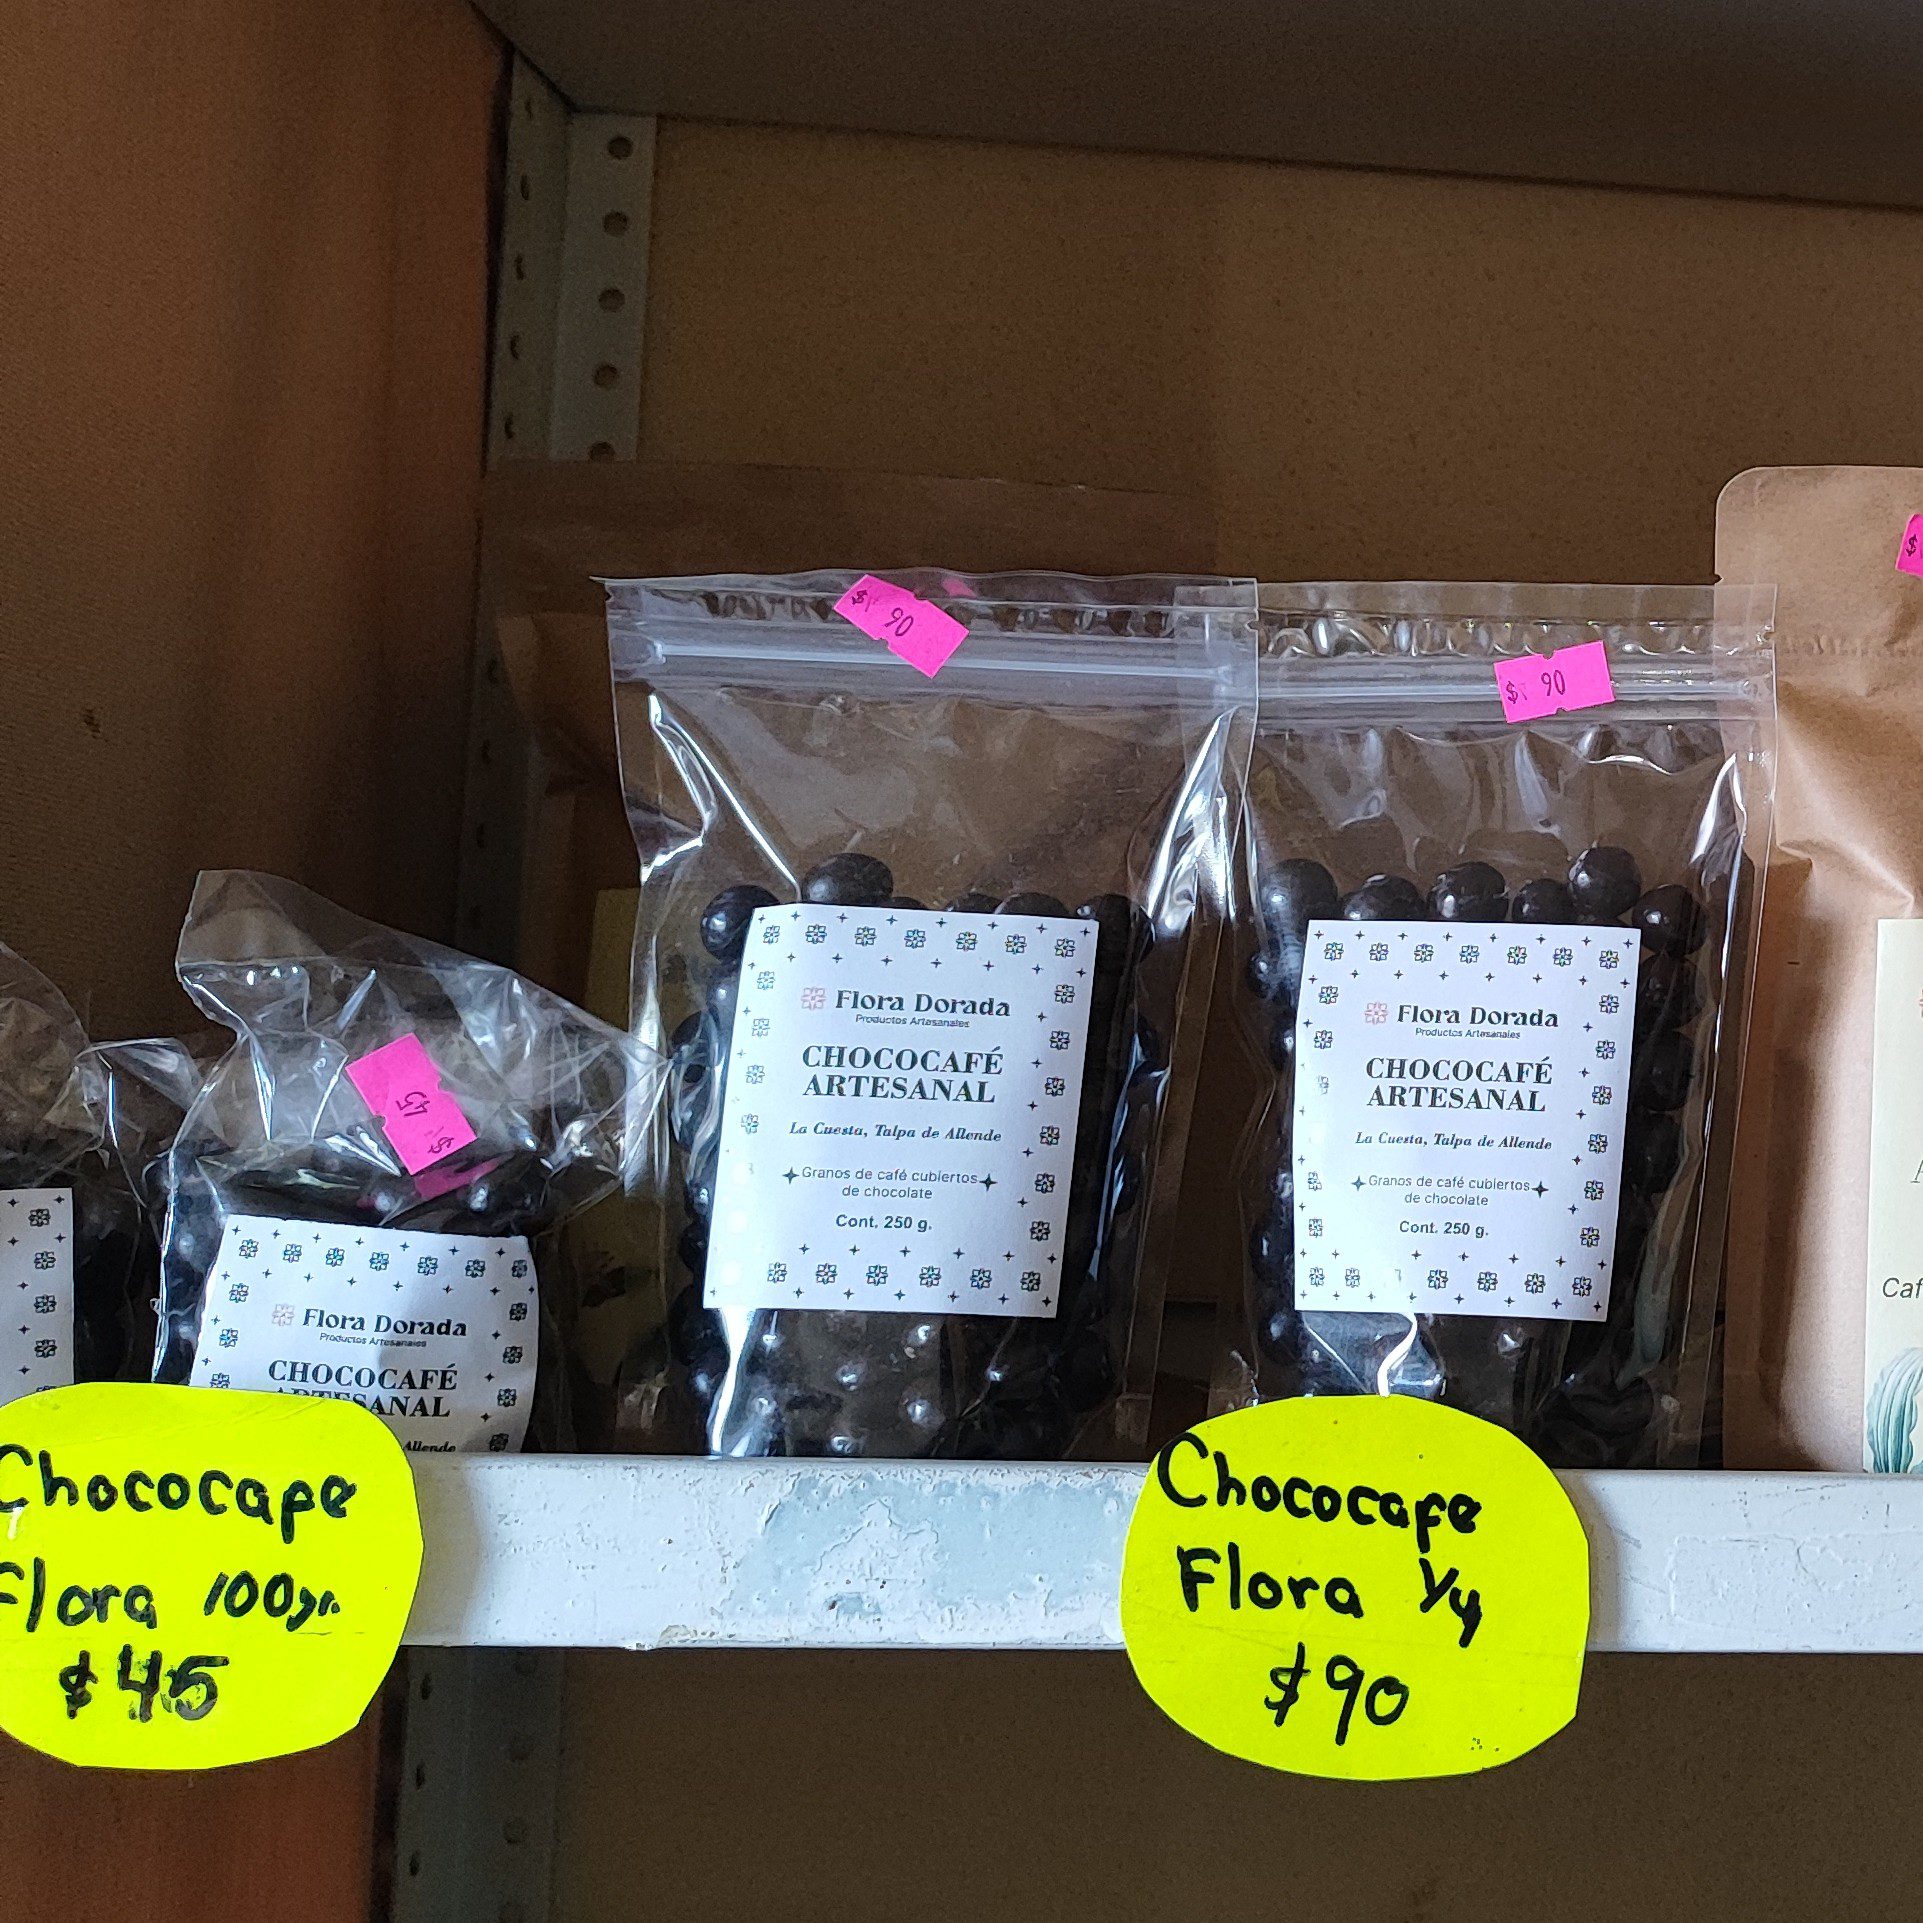 $ 90
$ 90
$
$ 45
Flora Dorada
Productos Artesanales
CHOCOCAFÉ
ARTESANAL
La Cuesta, Talpa de Allende
Granos de café cubiertos
de chocolate
Cont. 250 g.
Flora Dorada
Productos Artesanales
CHOCOCAFÉ
ARTESANAL
La Cuesta, Talpa de Allende
Granos de café cubiertos
de chocolate
Cont. 250 g.
Flora Dorada
Productos Artesanales
CHOCOCAFÉ
ARTESANAL
Allende
Chococafe
Flora 100gr.
$45
Chococafe
Flora 1/4
$90